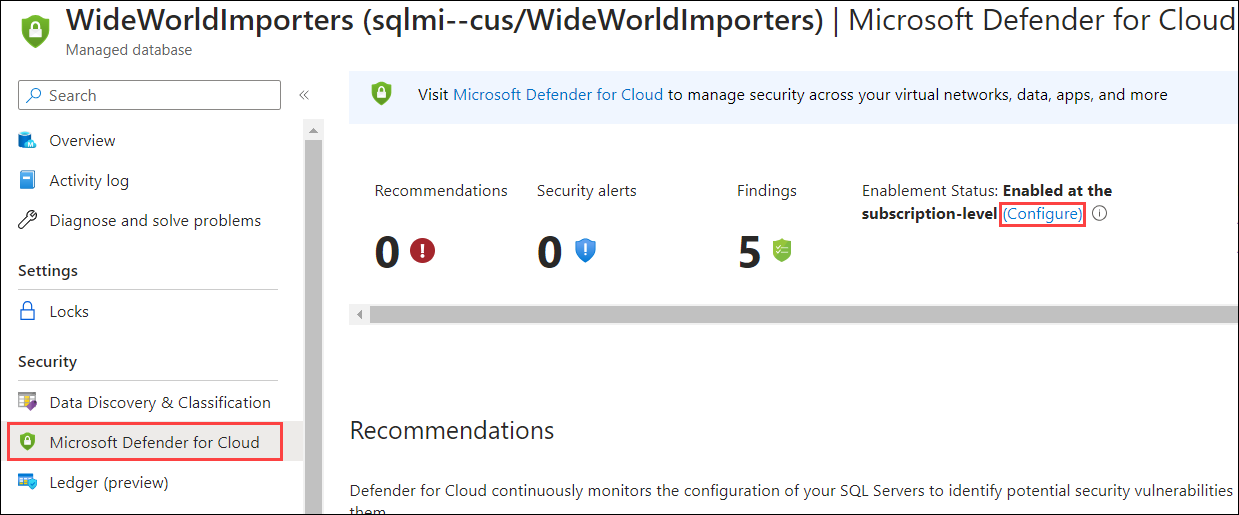 WideWorldImporters (sqlmi--cus/WideWorldImporters) | Microsoft Defender for Cloud
Managed database
Search
«
Overview
Activity log
Diagnose and solve problems
Settings
Locks
Security
Data Discovery & Classification
Microsoft Defender for Cloud
Ledger (preview)
Visit Microsoft Defender for Cloud to manage security across your virtual networks, data, apps, and more
Recommendations
0
Security alerts
0
Findings
5
Enablement Status: Enabled at the
subscription-level (Configure)
Recommendations
Defender for Cloud continuously monitors the configuration of your SQL Servers to identify potential security vulnerabilities
them